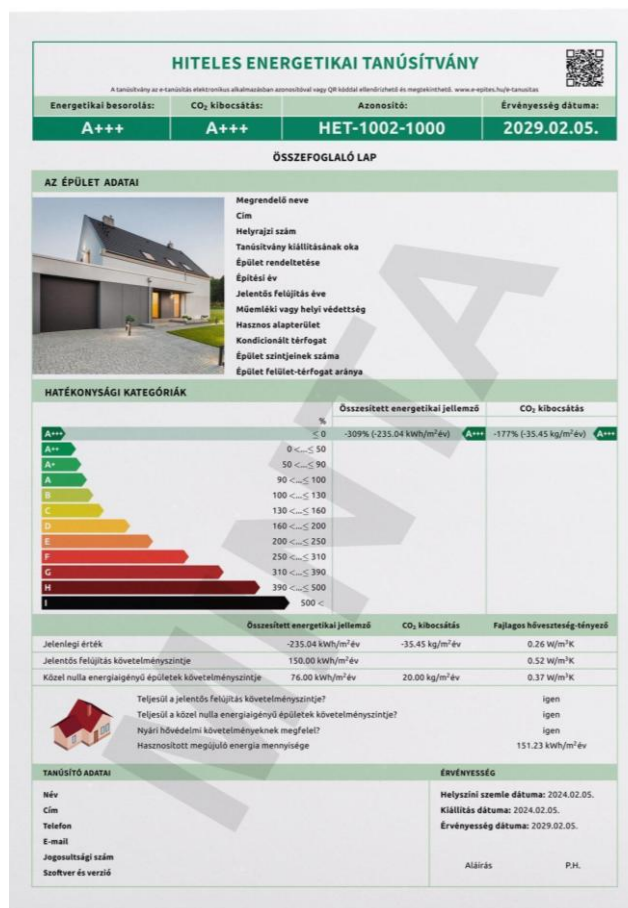 HITELES ENERGETIKAI TANÚSÍTVÁNY
A tanúsítvány az e-tanúsítás elektronikus alkalmazásban azonosítóval vagy QR kóddal ellenőrizhető és megtekinthető. www.e-epites.hu/e-tanusitas
Energetikai besorolás: CO₂ kibocsátás: Azonosító: Érvényesség dátuma:
A+++ A+++ HET-1002-1000 2029.02.05.
ÖSSZEFOGLALÓ LAP
AZ ÉPÜLET ADATAI
Megrendelő neve
Cím
Helyrajzi szám
Tanúsítvány kiállításának oka
Épület rendeltetése
Építési év
Jelentős felújítás éve
Műemléki vagy helyi védettség
Hasznos alapterület
Kondicionált térfogat
Épület szintjeinek száma
Épület felület-térfogat aránya
HATÉKONYSÁGI KATEGÓRIÁK
Összesített energetikai jellemző CO₂ kibocsátás
%
A+++ ≤ 0 -309% (-235.04 kWh/m²év) A+++ -177% (-35.45 kg/m²év) A+++
A++ 0 <...≤ 50
A+ 50 <...≤ 90
A 90 <...≤ 100
B 100 <...≤ 130
C 130 <...≤ 160
D 160 <...≤ 200
E 200 <...≤ 250
F 250 <...≤ 310
G 310 <...≤ 390
H 390 <...≤ 500
I 500 <
Összesített energetikai jellemző CO₂ kibocsátás Fajlagos hőveszteség-tényező
Jelenlegi érték -235.04 kWh/m²év -35.45 kg/m²év 0.26 W/m³K
Jelentős felújítás követelményszintje 150.00 kWh/m²év 0.52 W/m³K
Közel nulla energiaigényű épületek követelményszintje 76.00 kWh/m²év 20.00 kg/m²év 0.37 W/m³K
Teljesül a jelentős felújítás követelményszintje? igen
Teljesül a közel nulla energiaigényű épületek követelményszintje? igen
Nyári hővédelmi követelményeknek megfelel? igen
Hasznosított megújuló energia mennyisége 151.23 kWh/m²év
TANÚSÍTÓ ADATAI
Név
Cím
Telefon
E-mail
Jogosultsági szám
Szoftver és verzió
ÉRVÉNYESSÉG
Helyszíni szemle dátuma: 2024.02.05.
Kiállítás dátuma: 2024.02.05.
Érvényesség dátuma: 2029.02.05.
Aláírás P.H.
MINTA